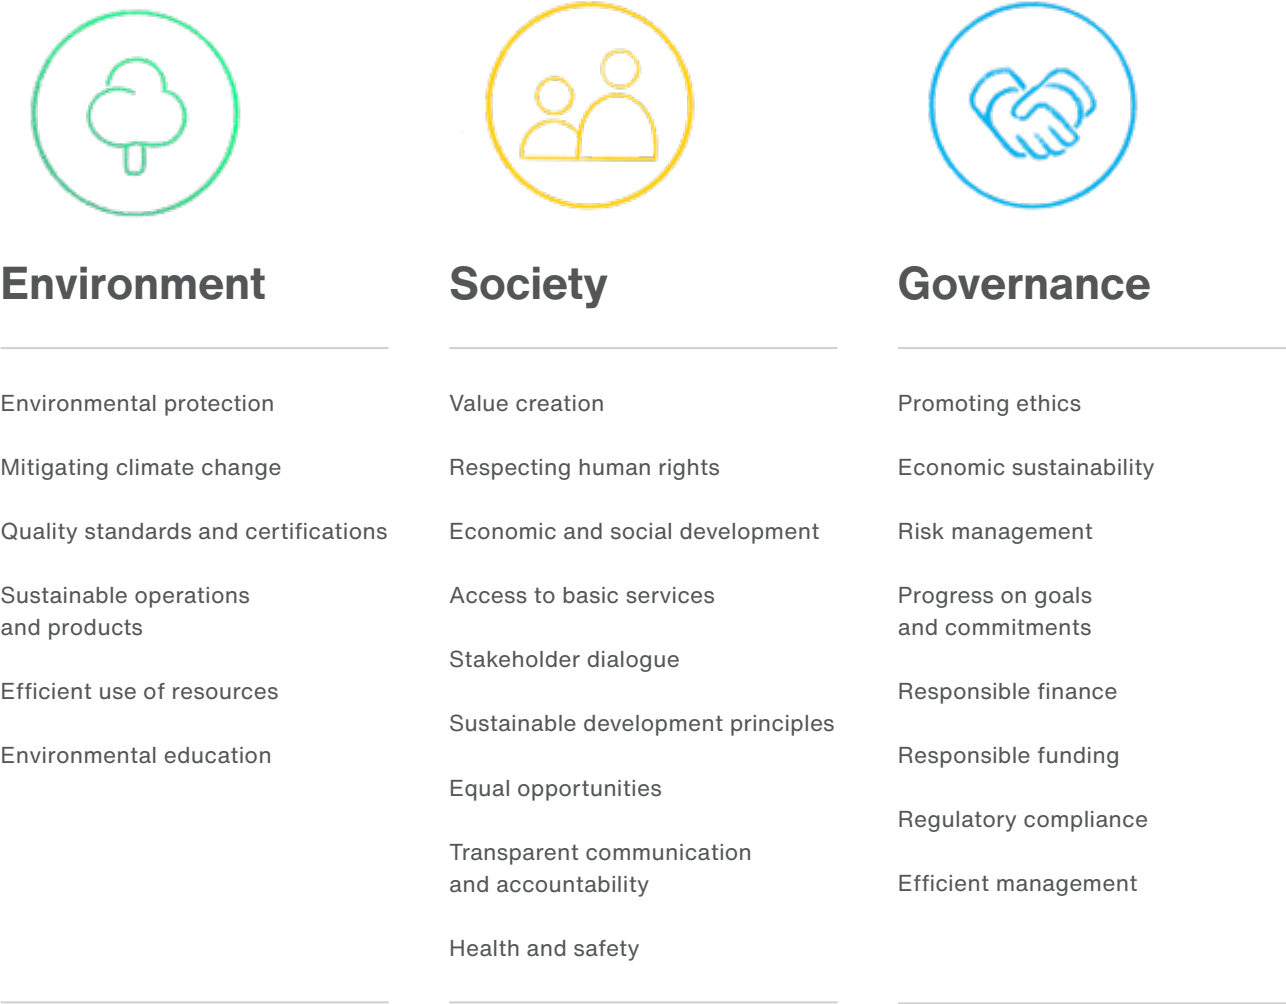 Environment
Environmental protection
Mitigating climate change
Quality standards and certifications
Sustainable operations
and products
Efficient use of resources
Environmental education
Society
Value creation
Respecting human rights
Economic and social development
Access to basic services
Stakeholder dialogue
Sustainable development principles
Equal opportunities
Transparent communication
and accountability
Health and safety
Governance
Promoting ethics
Economic sustainability
Risk management
Progress on goals
and commitments
Responsible finance
Responsible funding
Regulatory compliance
Efficient management